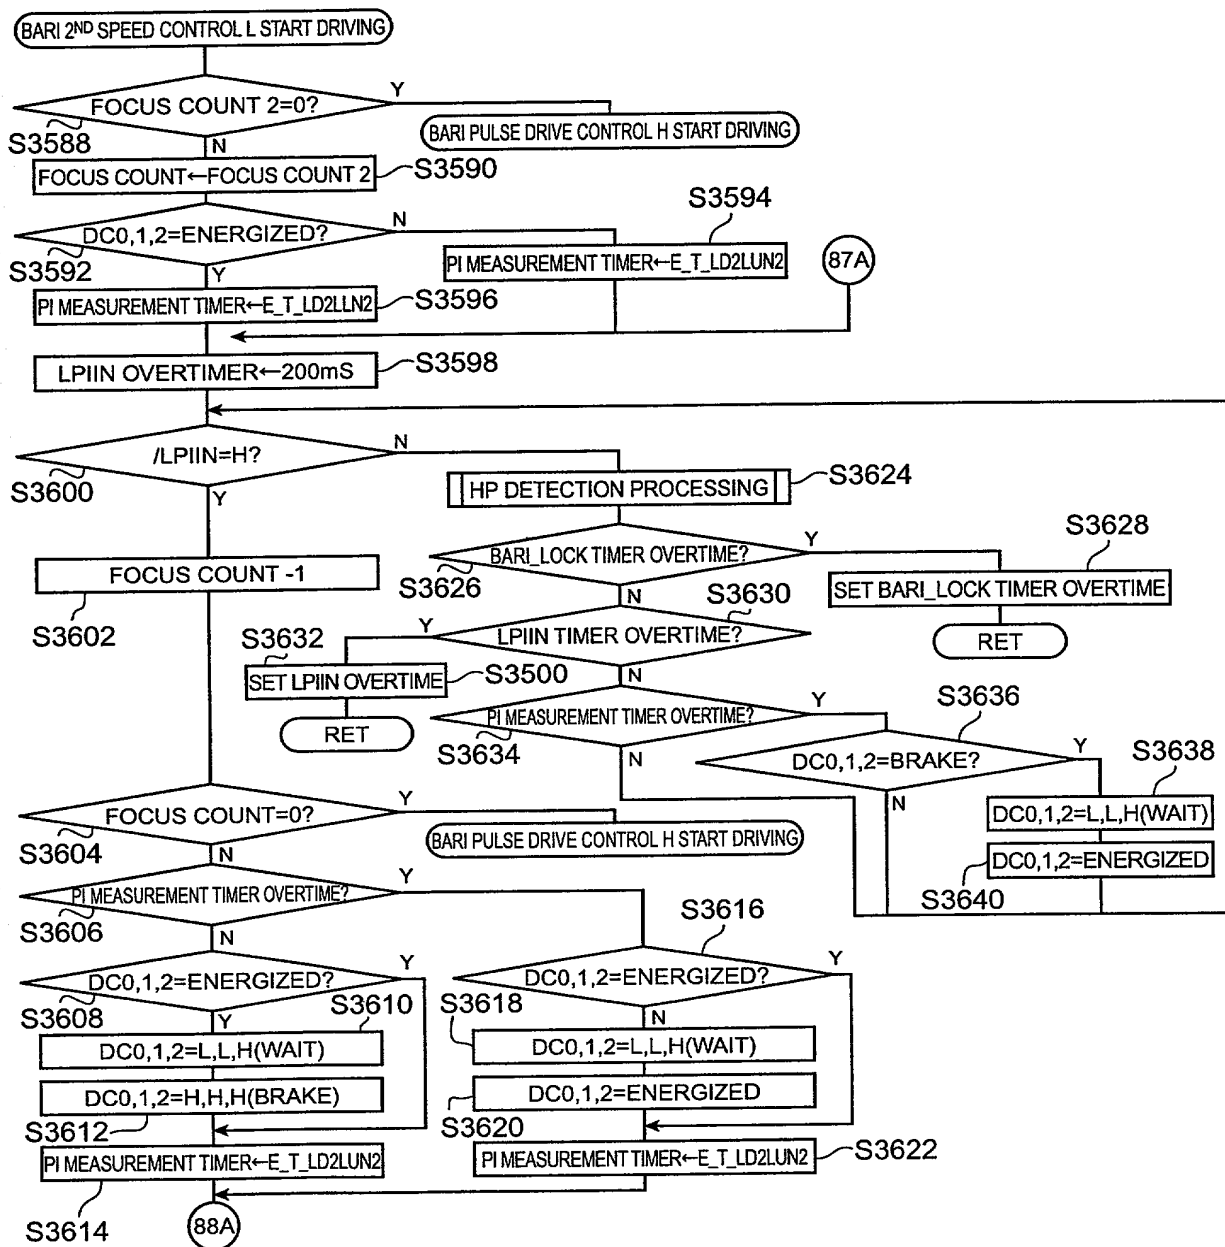 BARI 2ND SPEED CONTROL L START DRIVING
FOCUS COUNT 2=0?
Y
S3588
N
BARI PULSE DRIVE CONTROL H START DRIVING
FOCUS COUNT←FOCUS COUNT 2
S3590
DC0,1,2=ENERGIZED?
N
S3594
S3592
Y
PI MEASUREMENT TIMER←E_T_LD2LUN2
87A
PI MEASUREMENT TIMER←E_T_LD2LLN2
S3596
LPIIN OVERTIMER←200mS
S3598
/LPIIN=H?
N
S3600
Y
HP DETECTION PROCESSING
S3624
BARI_LOCK TIMER OVERTIME?
Y
S3628
S3626
N
SET BARI_LOCK TIMER OVERTIME
RET
FOCUS COUNT -1
S3602
S3630
LPIIN TIMER OVERTIME?
Y
S3632
N
SET LPIIN OVERTIME
S3500
RET
PI MEASUREMENT TIMER OVERTIME?
Y
S3634
N
S3636
DC0,1,2=BRAKE?
Y
S3638
N
DC0,1,2=L,L,H(WAIT)
DC0,1,2=ENERGIZED
S3640
FOCUS COUNT=0?
Y
S3604
N
BARI PULSE DRIVE CONTROL H START DRIVING
PI MEASUREMENT TIMER OVERTIME?
Y
S3606
N
S3616
DC0,1,2=ENERGIZED?
Y
S3608
Y
S3610
DC0,1,2=ENERGIZED?
Y
S3618
N
DC0,1,2=L,L,H(WAIT)
DC0,1,2=L,L,H(WAIT)
DC0,1,2=H,H,H(BRAKE)
DC0,1,2=ENERGIZED
S3612
S3620
PI MEASUREMENT TIMER←E_T_LD2LUN2
PI MEASUREMENT TIMER←E_T_LD2LUN2
S3622
S3614
88A